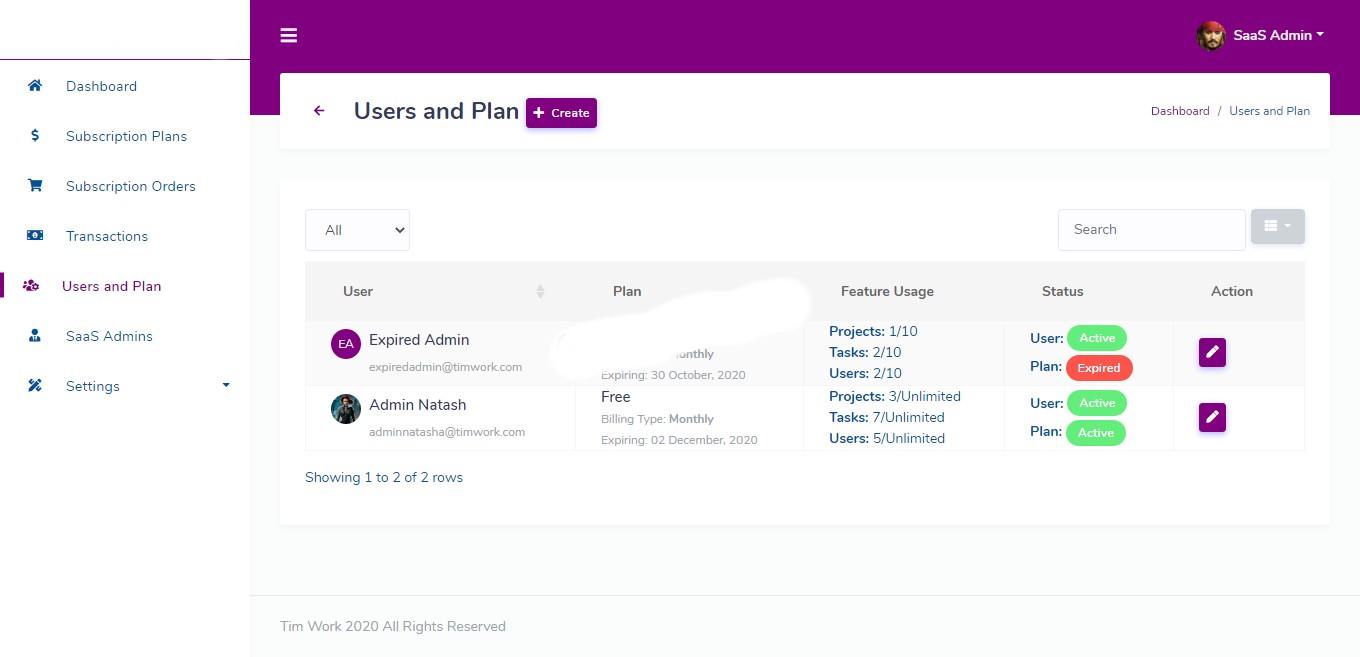 SaaS Admin
Dashboard
Subscription Plans
Subscription Orders
Transactions
Users and Plan
SaaS Admins
Settings
Users and Plan
+ Create
Dashboard / Users and Plan
All
Search
User Plan Feature Usage Status Action
EA
Expired Admin
expiredadmin@timwork.com
Expiring: 30 October, 2020
Projects: 1/10
Tasks: 2/10
Users: 2/10
User: Active
Plan: Expired
Admin Natash
adminnatasha@timwork.com
Free
Billing Type: Monthly
Expiring: 02 December, 2020
Projects: 3/Unlimited
Tasks: 7/Unlimited
Users: 5/Unlimited
User: Active
Plan: Active
Showing 1 to 2 of 2 rows
Tim Work 2020 All Rights Reserved